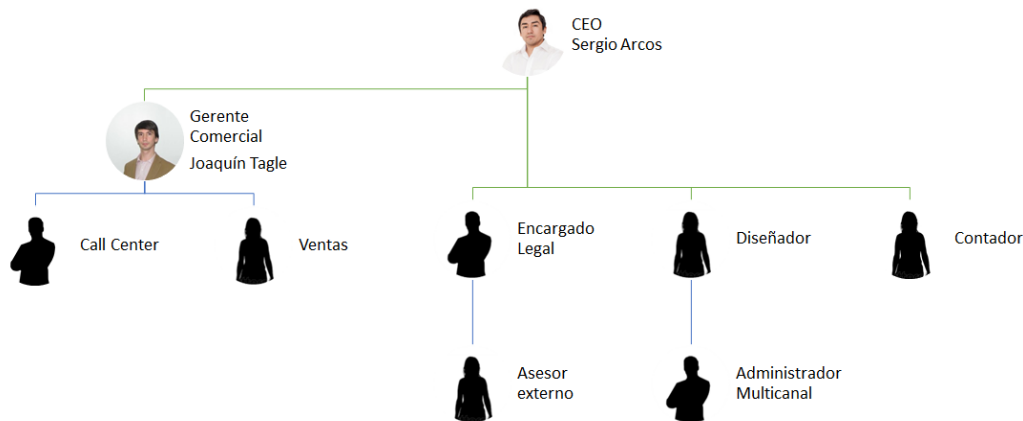 CEO
Sergio Arcos
Gerente
Comercial
Joaquín Tagle
Call Center
Ventas
Encargado
Legal
Diseñador
Contador
Asesor
externo
Administrador
Multicanal